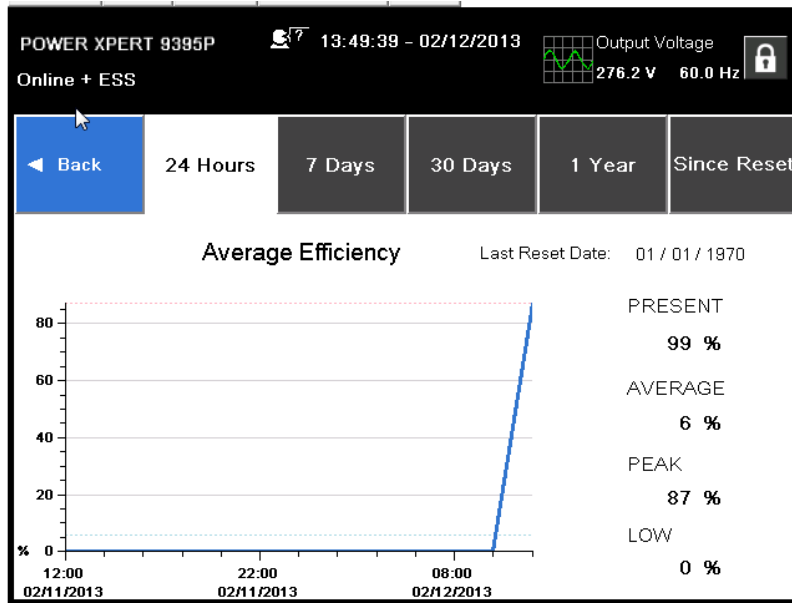 POWER XPERT 9395P
? 13:49:39 - 02/12/2013
Output Voltage
Online + ESS
276.2 V 60.0 Hz
Back
24 Hours
7 Days
30 Days
1 Year
Since Reset
Average Efficiency
Last Reset Date: 01 / 01 / 1970
80
60
40
20
% 0
12:00
02/11/2013
22:00
02/11/2013
08:00
02/12/2013
PRESENT
99 %
AVERAGE
6 %
PEAK
87 %
LOW
0 %